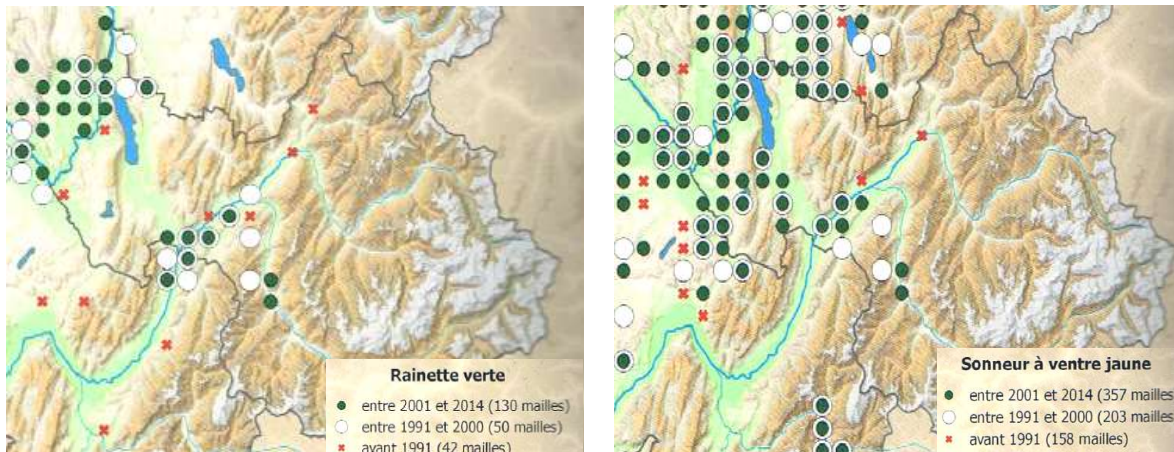 Rainette verte
entre 2001 et 2014 (130 mailles)
entre 1991 et 2000 (50 mailles)
avant 1991 (42 mailles)
Sonneur à ventre jaune
entre 2001 et 2014 (357 mailles
entre 1991 et 2000 (203 mailles
avant 1991 (158 mailles)